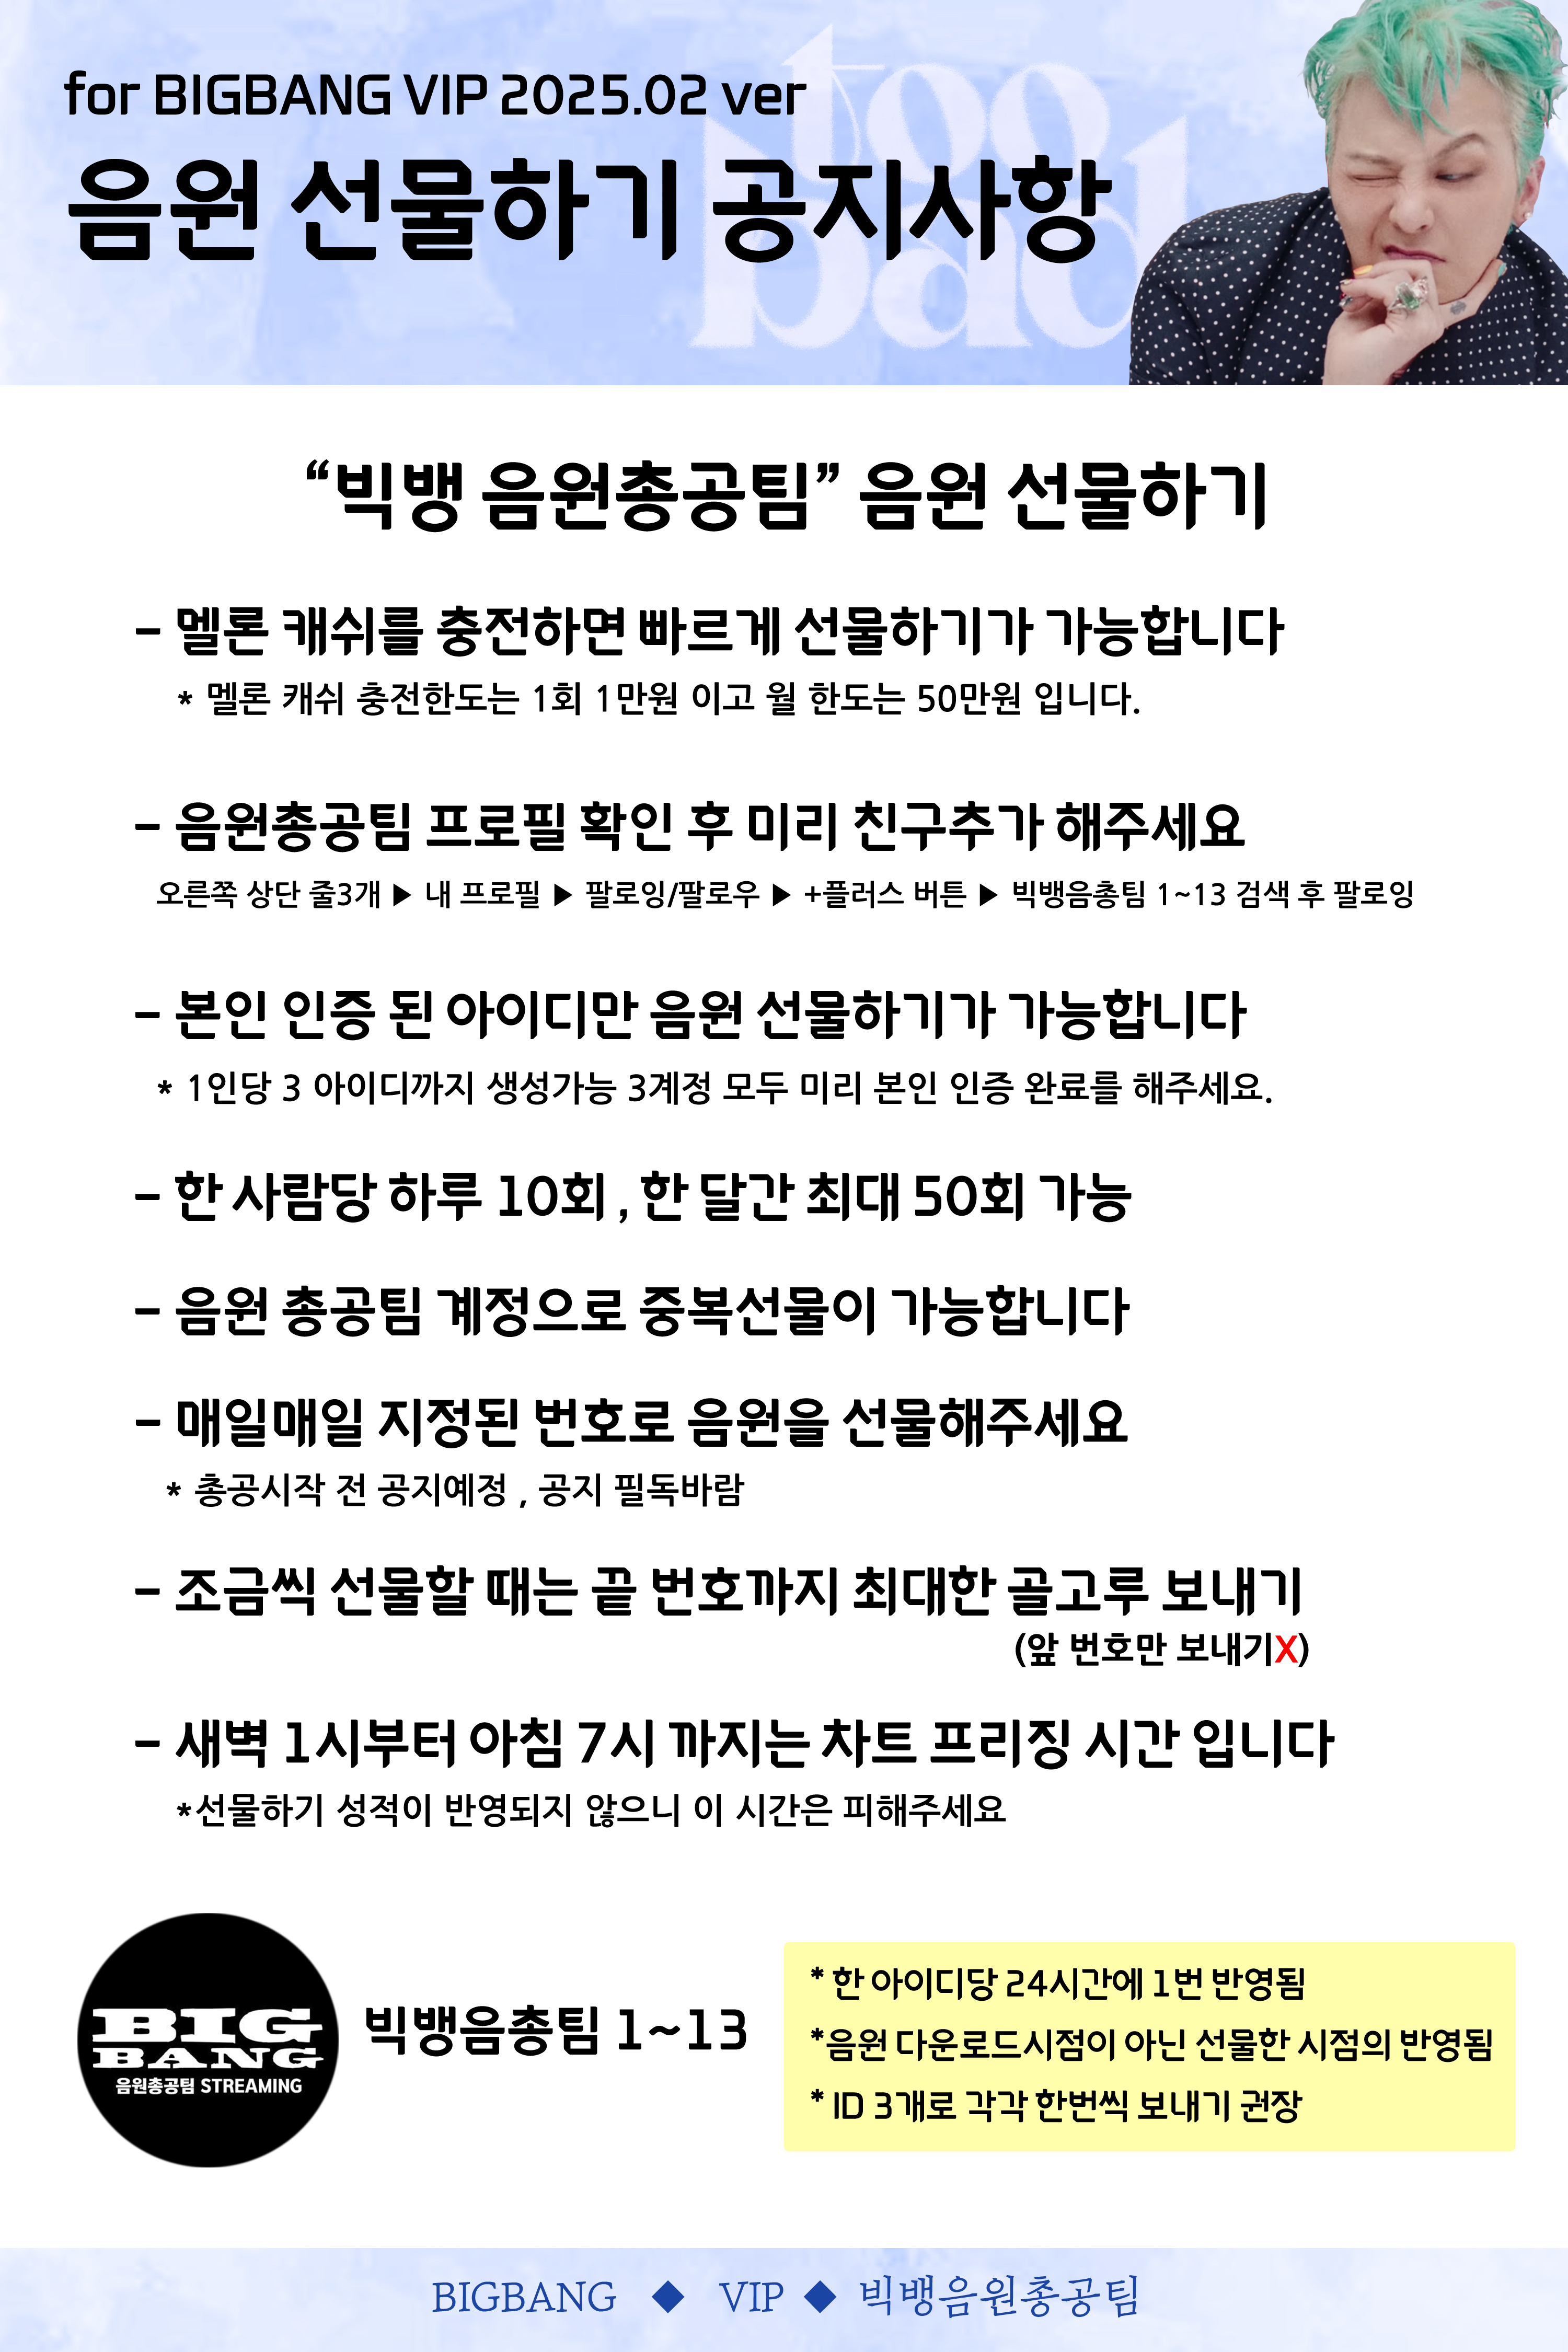 for BIGBANG VIP 2025.02 ver
too
bad
음원 선물하기 공지사항
“빅뱅 음원총공팀” 음원 선물하기
- 멜론 캐쉬를 충전하면 빠르게 선물하기가 가능합니다
* 멜론 캐쉬 충전한도는 1회 1만원 이고 월 한도는 50만원 입니다.
- 음원총공팀 프로필 확인 후 미리 친구추가 해주세요
오른쪽 상단 줄3개 ▶ 내 프로필 ▶ 팔로잉/팔로우 ▶ +플러스 버튼 ▶ 빅뱅음총팀 1~13 검색 후 팔로잉
- 본인 인증 된 아이디만 음원 선물하기가 가능합니다
* 1인당 3 아이디까지 생성가능 3계정 모두 미리 본인 인증 완료를 해주세요.
- 한 사람당 하루 10회 , 한 달간 최대 50회 가능
- 음원 총공팀 계정으로 중복선물이 가능합니다
- 매일매일 지정된 번호로 음원을 선물해주세요
* 총공시작 전 공지예정 , 공지 필독바람
- 조금씩 선물할 때는 끝 번호까지 최대한 골고루 보내기
(앞 번호만 보내기X)
- 새벽 1시부터 아침 7시 까지는 차트 프리징 시간 입니다
*선물하기 성적이 반영되지 않으니 이 시간은 피해주세요
BIG
BANG
음원총공팀 STREAMING
빅뱅음총팀 1~13
* 한 아이디당 24시간에 1번 반영됨
*음원 다운로드시점이 아닌 선물한 시점의 반영됨
* ID 3개로 각각 한번씩 보내기 권장
BIGBANG ◆ VIP ◆ 빅뱅음원총공팀